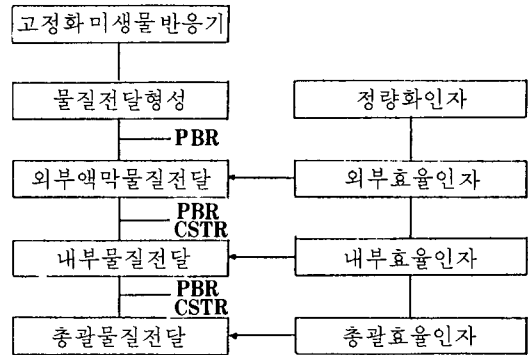 고정화 미생물 반응기
물질전달형성
정량화인자
PBR
외부액막물질전달
외부효율인자
PBR
CSTR
내부물질전달
내부효율인자
PBR
CSTR
총괄물질전달
총괄효율인자